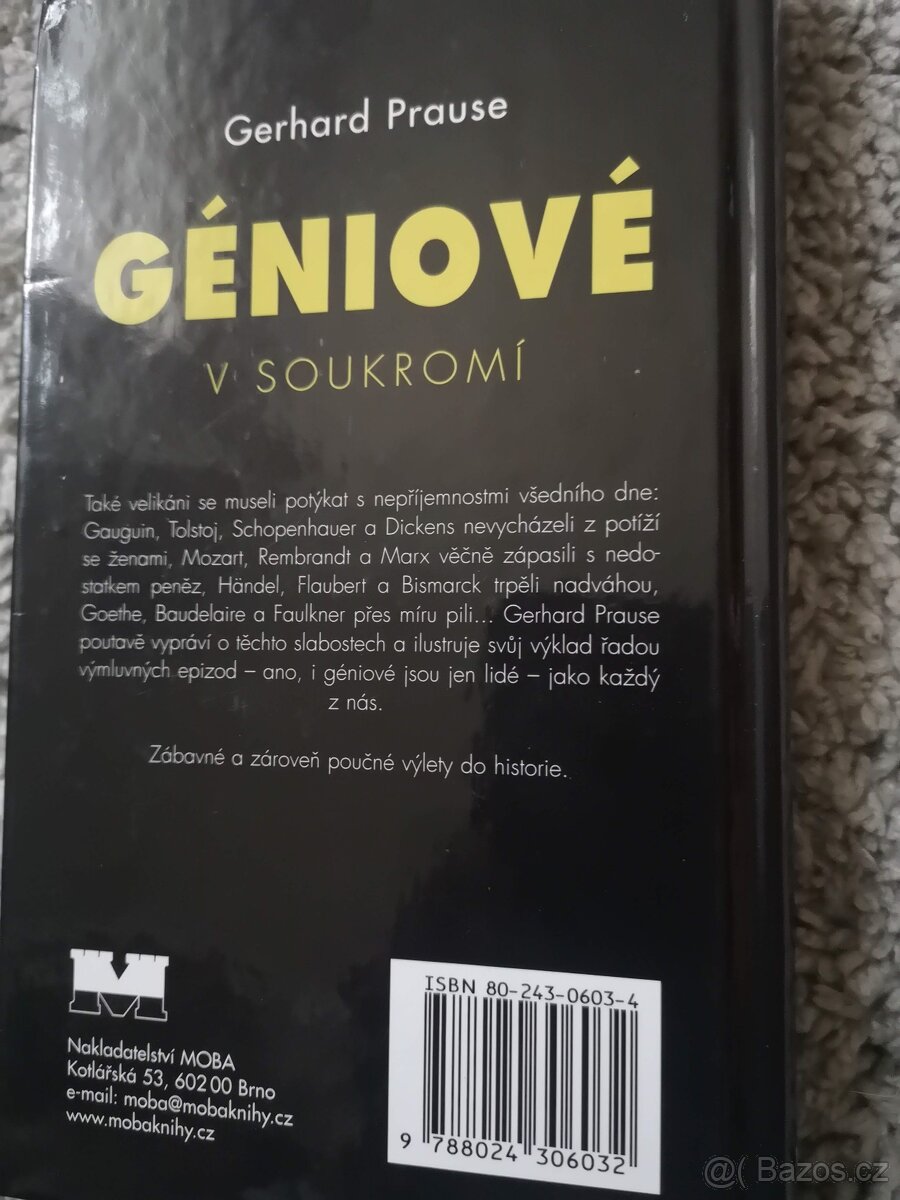 Gerhard Prause
GÉNIOVÉ
V SOUKROMÍ
Také velikáni se museli potýkat s nepříjemnostmi všedního dne:
Gauguin, Tolstoj, Schopenhauer a Dickens nevycházeli z potíží
se ženami, Mozart, Rembrandt a Marx věčně zápasili s nedo-
statkem peněz, Händel, Flaubert a Bismarck trpěli nadváhou,
Goethe, Baudelaire a Faulkner přes míru pili... Gerhard Prause
poutavě vypráví o těchto slabostech a ilustruje svůj výklad řadou
výmluvných epizod – ano, i géniové jsou jen lidé – jako každý
z nás.
Zábavné a zároveň poučné výlety do historie.
M
Nakladatelství MOBA
Kotlářská 53, 602 00 Brno
e-mail: moba@mobaknihy.cz
www.mobaknihy.cz
ISBN 80-243-0603-4
9 788024 306032
@( Bazos.cz